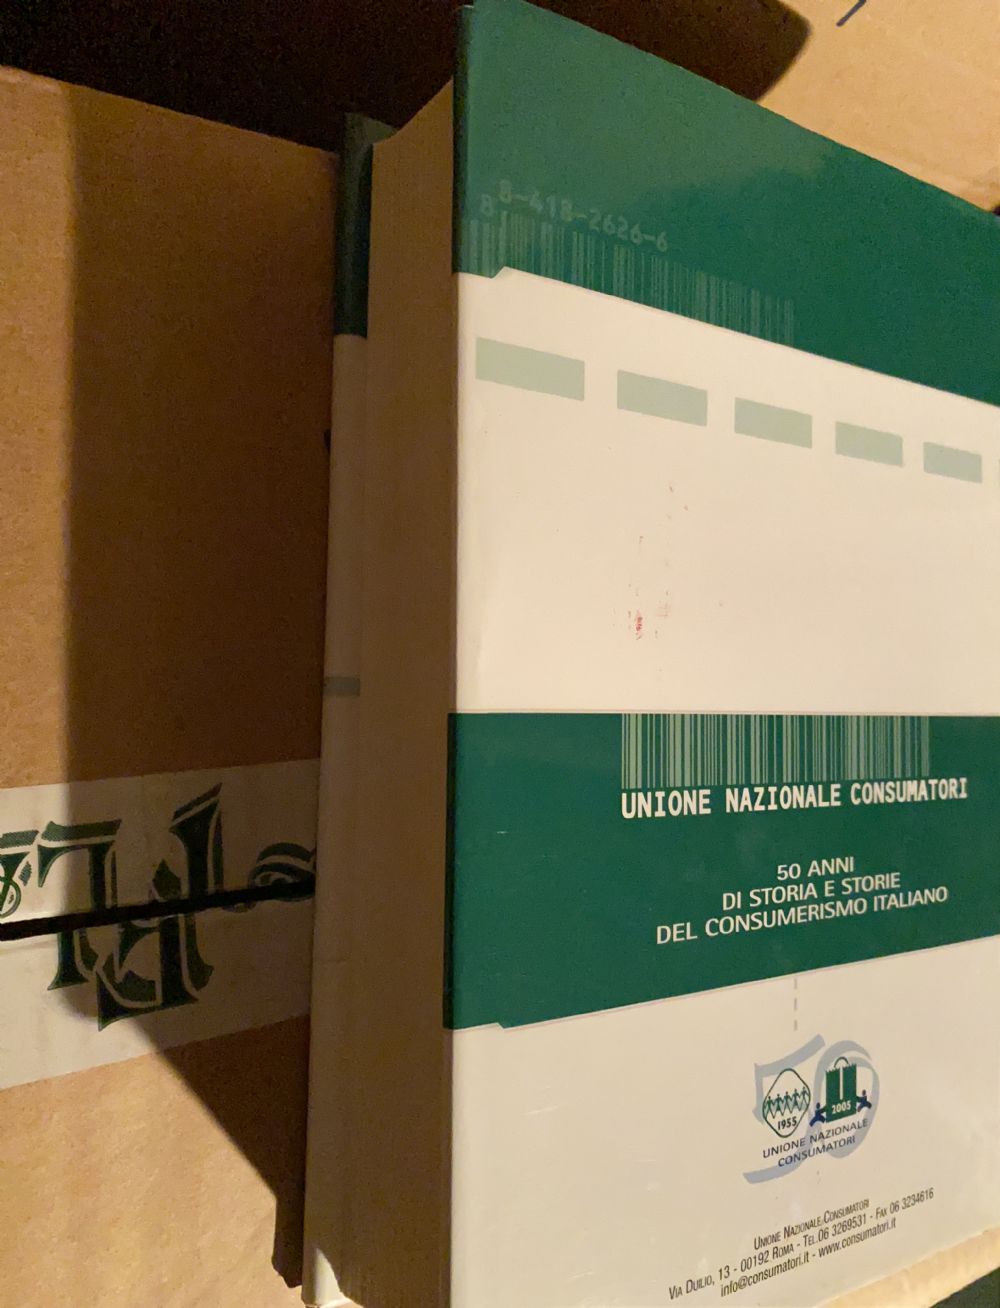 8
8-418-2626-6
UNIONE NAZIONALE CONSUMATORI
50 ANNI
DI STORIA E STORIE
DEL CONSUMERISMO ITALIANO
50
1955
2005
UNIONE NAZIONALE
CONSUMATORI
UNIONE NAZIONALE CONSUMATORI
VIA DUILIO, 13 - 00192 ROMA - TEL. 06 3269531 - FAX 06 3234616
info@consumatori.it - www.consumatori.it